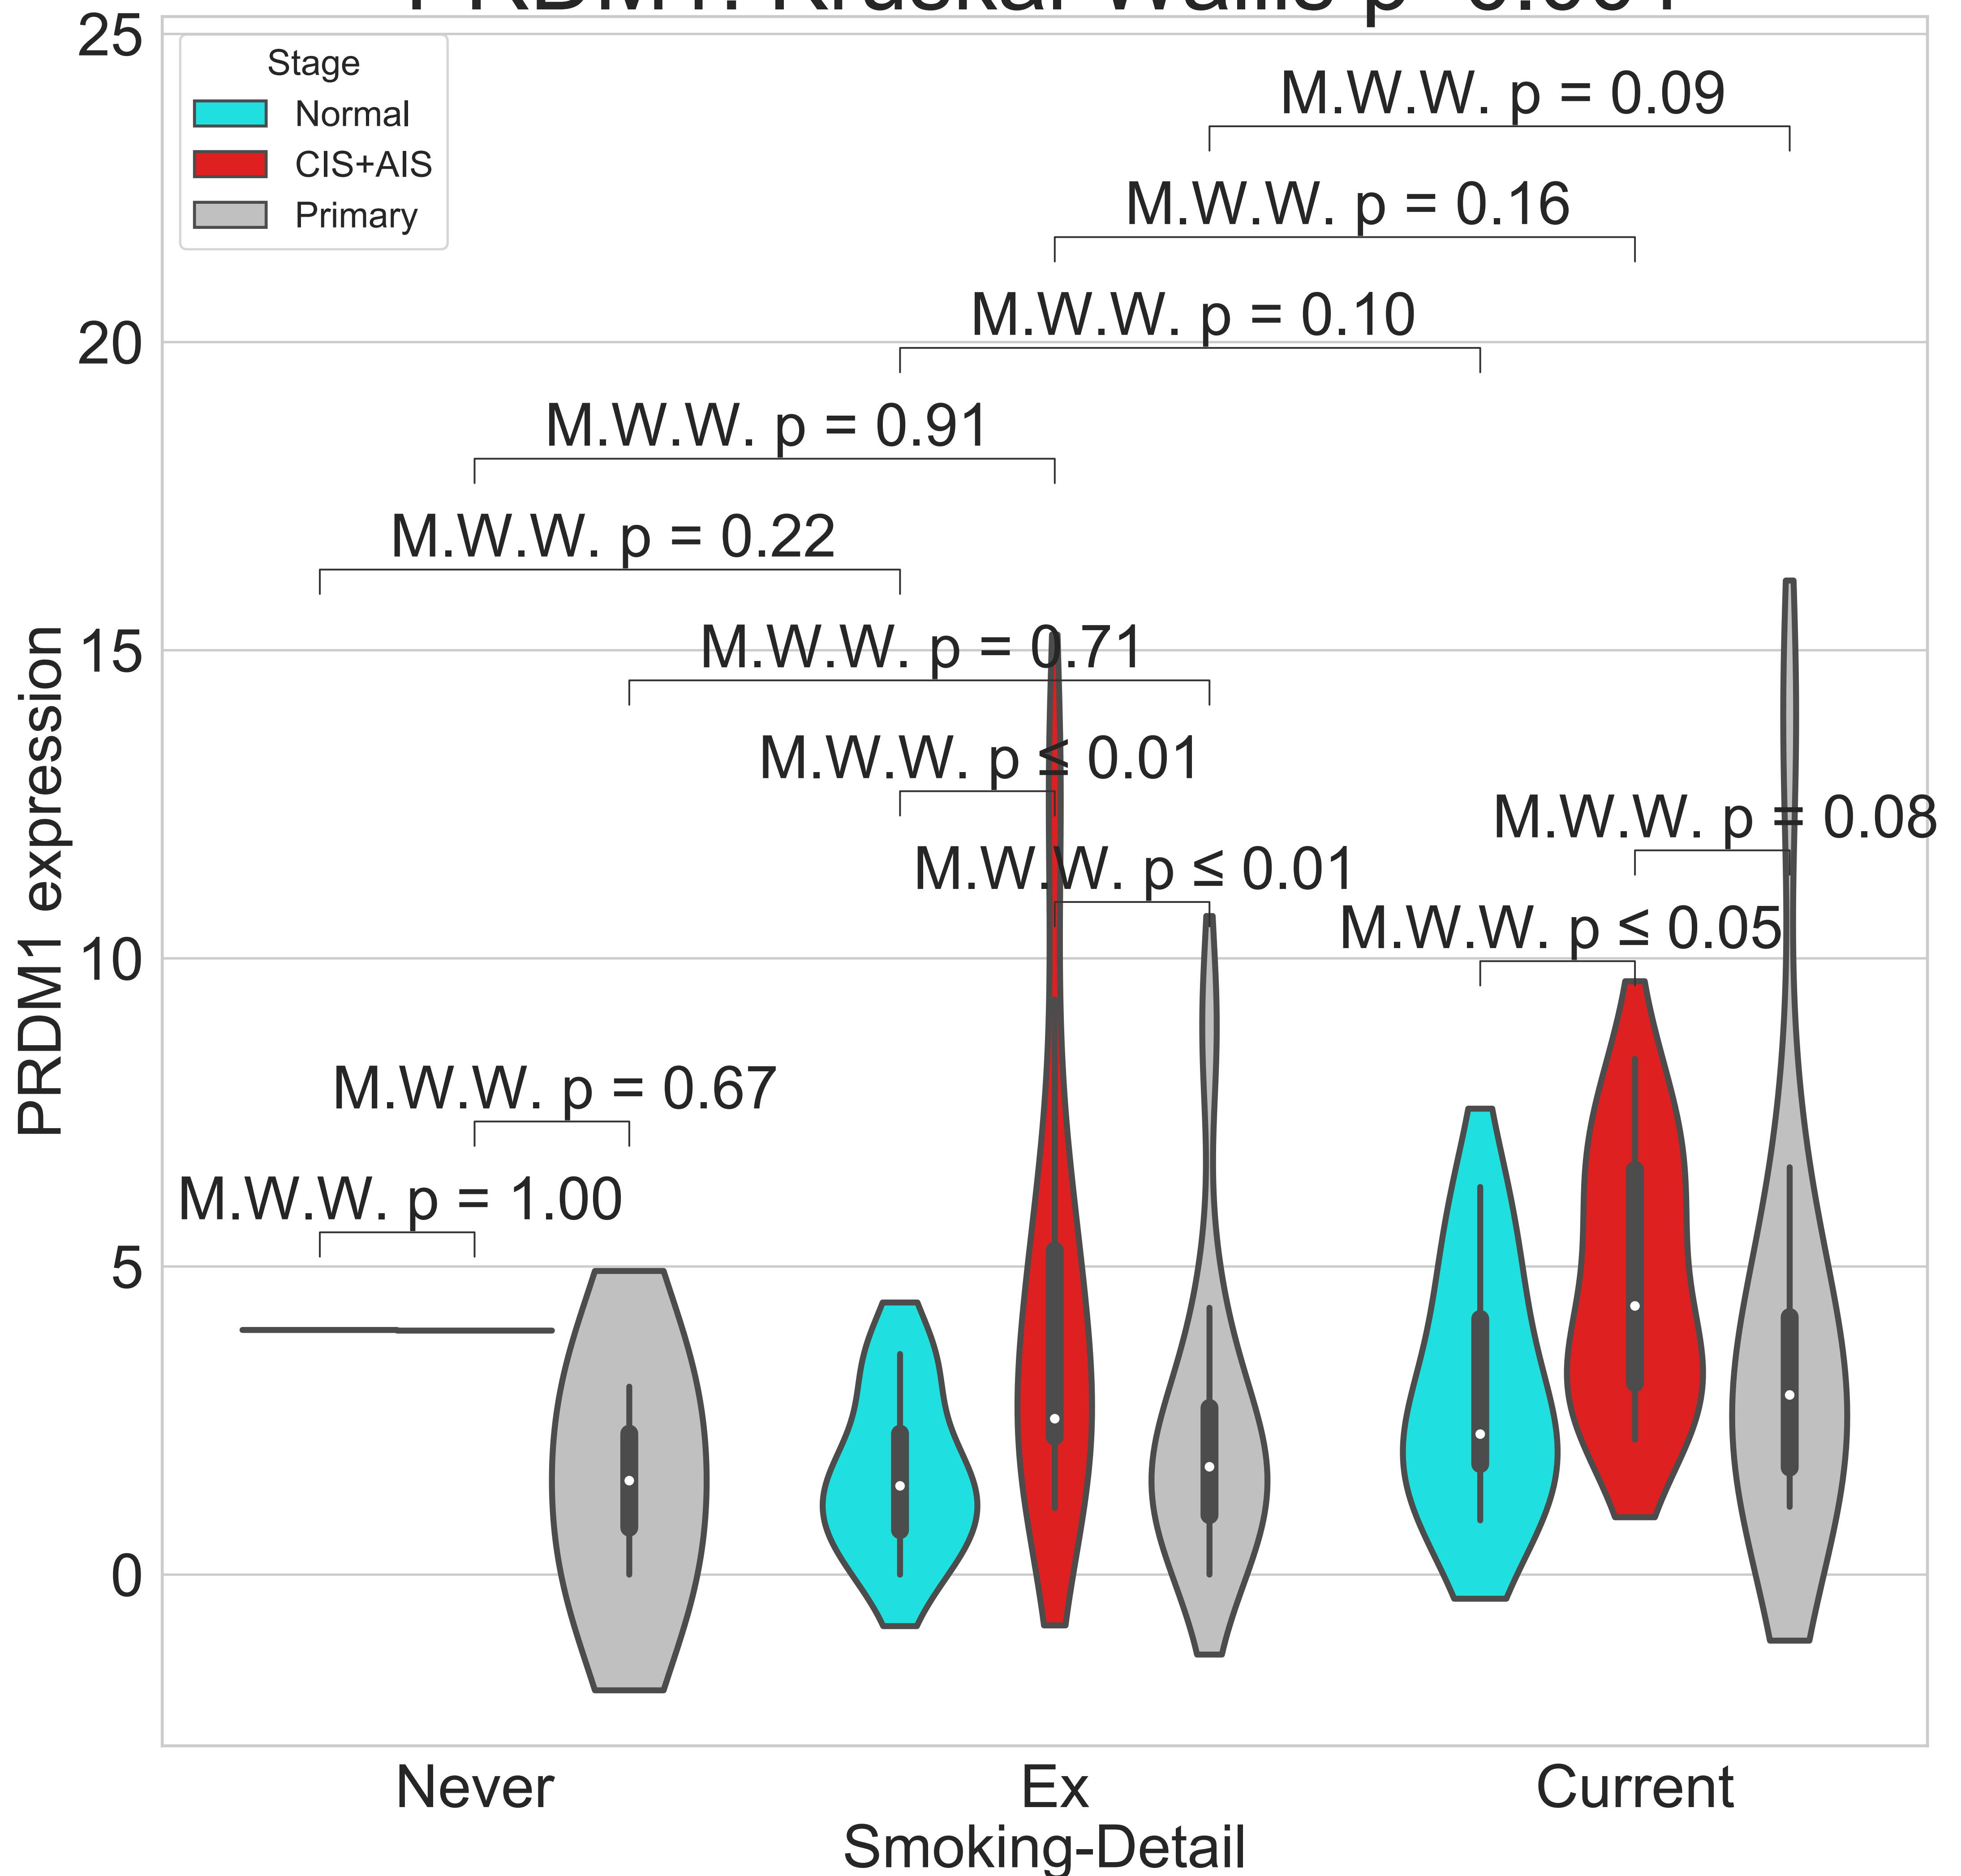 25
Stage
Normal
CIS+AIS
Primary
M.W.W. p = 0.09
M.W.W. p = 0.16
20
M.W.W. p = 0.10
M.W.W. p = 0.91
M.W.W. p = 0.22
15
M.W.W. p = 0.71
M.W.W. p ≤ 0.01
M.W.W. p = 0.08
M.W.W. p ≤ 0.01
10
M.W.W. p ≤ 0.05
PRDM1 expression
M.W.W. p = 0.67
M.W.W. p = 1.00
5
0
Never Ex Current
Smoking-Detail